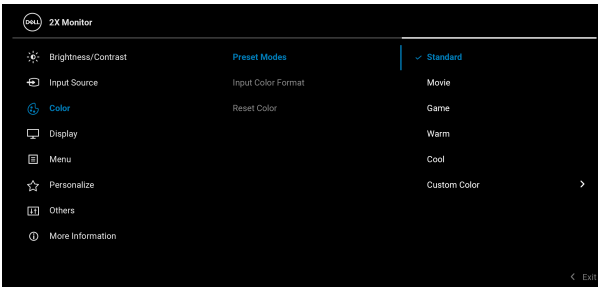 DELL 2X Monitor
Brightness/Contrast Preset Modes Standard
Input Source Input Color Format Movie
Color Reset Color Game
Display Warm
Menu Cool
Personalize Custom Color
Others
More Information
Exit